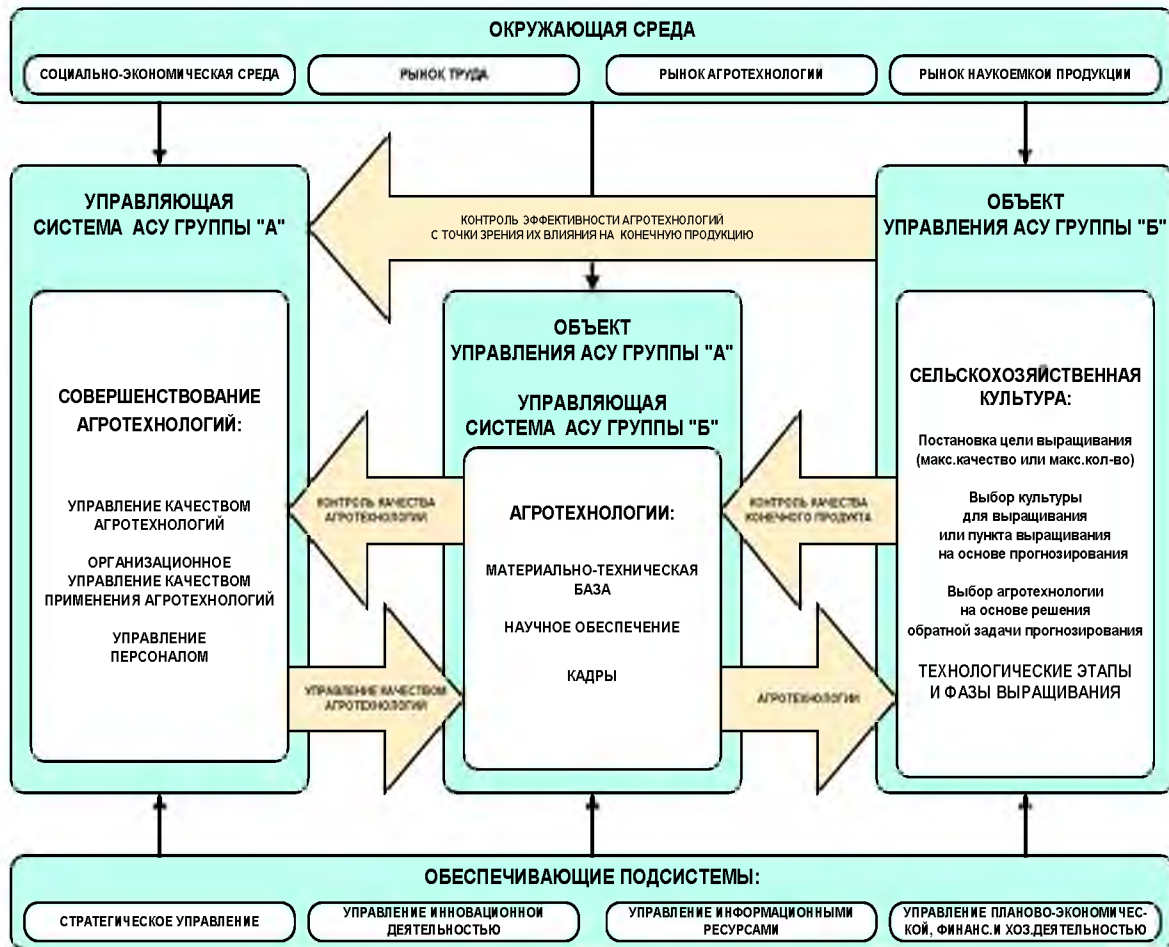 ОКРУЖАЮЩАЯ СРЕДА
СОЦИАЛЬНО-ЭКОНОМИЧЕСКАЯ СРЕДА
РЫНОК ТРУДА
РЫНОК АГРОТЕХНОЛОГИИ
РЫНОК НАУКОЕМКОИ ПРОДУКЦИИ
УПРАВЛЯЮЩАЯ
СИСТЕМА АСУ ГРУППЫ "А"
СОВЕРШЕНСТВОВАНИЕ
АГРОТЕХНОЛОГИЙ:
УПРАВЛЕНИЕ КАЧЕСТВОМ
АГРОТЕХНОЛОГИЙ
ОРГАНИЗАЦИОННОЕ
УПРАВЛЕНИЕ КАЧЕСТВОМ
ПРИМЕНЕНИЯ АГРОТЕХНОЛОГИЙ
УПРАВЛЕНИЕ
ПЕРСОНАЛОМ
КОНТРОЛЬ ЭФФЕКТИВНОСТИ АГРОТЕХНОЛОГИЙ
С ТОЧКИ ЗРЕНИЯ ИХ ВЛИЯНИЯ НА КОНЕЧНУЮ ПРОДУКЦИЮ
КОНТРОЛЬ КАЧЕСТВА
АГРОТЕХНОЛОГИИ
УПРАВЛЕНИЕ КАЧЕСТВОМ
АГРОТЕХНОЛОГИЙ
ОБЪЕКТ
УПРАВЛЕНИЯ АСУ ГРУППЫ "А"
УПРАВЛЯЮЩАЯ
СИСТЕМА АСУ ГРУППЫ "Б"
АГРОТЕХНОЛОГИИ:
МАТЕРИАЛЬНО-ТЕХНИЧЕСКАЯ
БАЗА
НАУЧНОЕ ОБЕСПЕЧЕНИЕ
КАДРЫ
КОНТРОЛЬ КАЧЕСТВА
КОНЕЧНОГО ПРОДУКТА
АГРОТЕХНОЛОГИИ
ОБЪЕКТ
УПРАВЛЕНИЯ АСУ ГРУППЫ "Б"
СЕЛЬСКОХОЗЯЙСТВЕННАЯ
КУЛЬТУРА:
Постановка цели выращивания
(макс.качество или макс.кол-во)
Выбор культуры
для выращивания
или пункта выращивания
на основе прогнозирования
Выбор агротехнологии
на основе решения
обратной задачи прогнозирования
ТЕХНОЛОГИЧЕСКИЕ ЭТАПЫ
И ФАЗЫ ВЫРАЩИВАНИЯ
ОБЕСПЕЧИВАЮЩИЕ ПОДСИСТЕМЫ:
СТРАТЕГИЧЕСКОЕ УПРАВЛЕНИЕ
УПРАВЛЕНИЕ ИННОВАЦИОННОЙ
ДЕЯТЕЛЬНОСТЬЮ
УПРАВЛЕНИЕ ИНФОРМАЦИОННЫМИ
РЕСУРСАМИ
УПРАВЛЕНИЕ ПЛАНОВО-ЭКОНОМИЧЕС-
КОЙ, ФИНАНС.И ХОЗ.ДЕЯТЕЛЬНОСТЬЮ